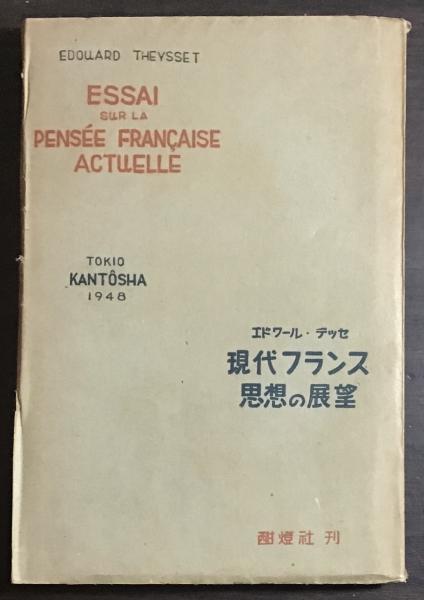 EDOUARD THEYSSET
ESSAI
SUR LA
PENSÉE FRANÇAISE
ACTUELLE
TOKIO
KANTÔSHA
1948
エドワール・テッセ
現代フランス
思想の展望
酣燈社刊